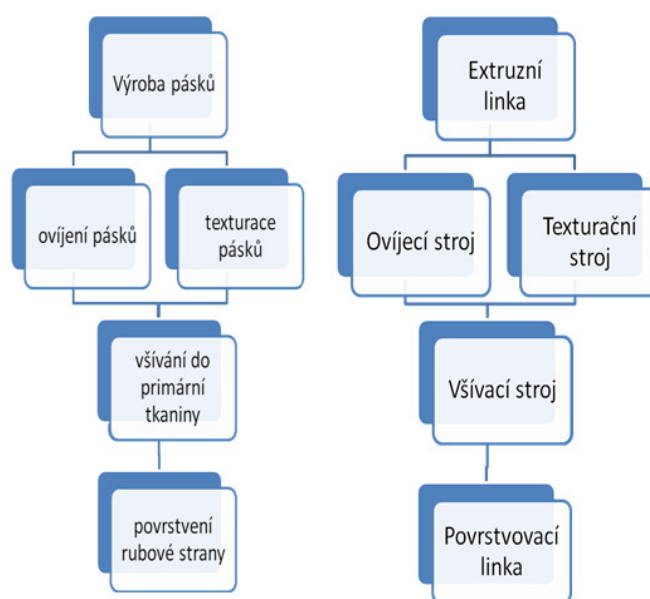 Výroba pásků
ovíjení pásků
texturace
pásků
všívání do
primární
tkaniny
povrstvení
rubové strany
Extruzní
linka
Ovíjecí stroj
Texturační
stroj
Všívací stroj
Povrstvovací
linka